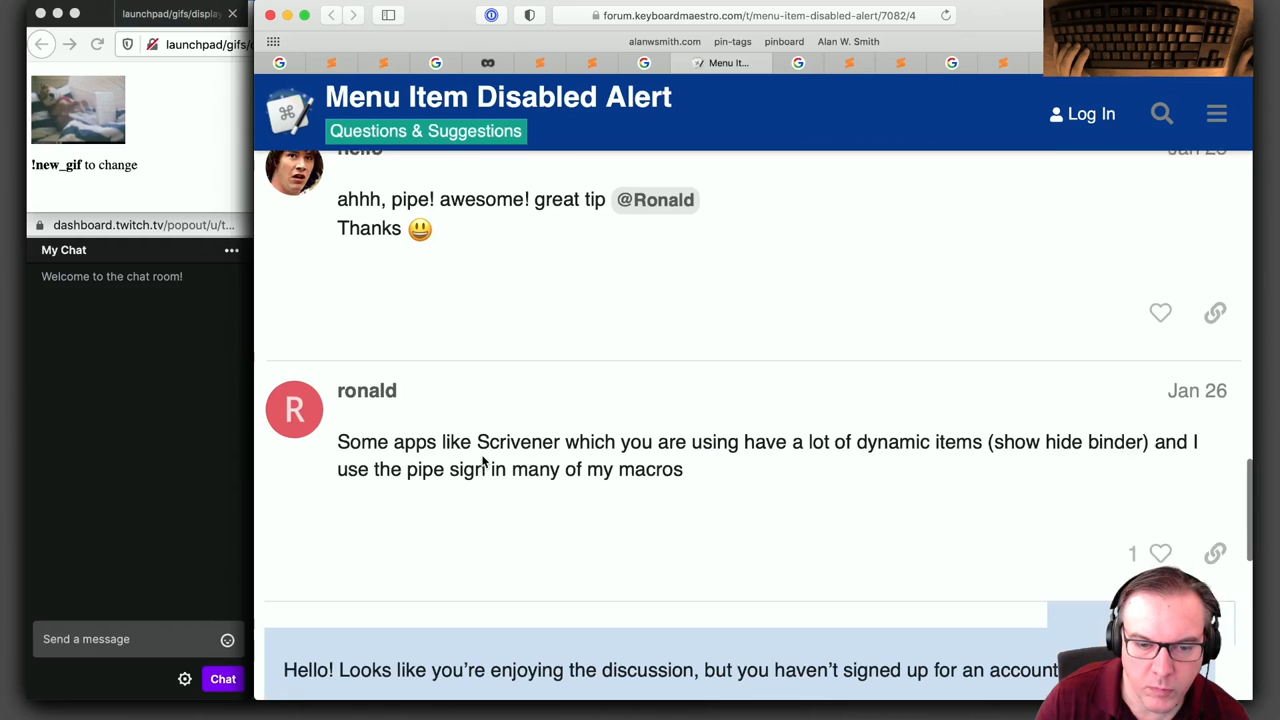 launchpad/gifs/display
launchpad/gifs/
!new_gif to change
dashboard.twitch.tv/popout/u/t...
My Chat
Welcome to the chat room!
Send a message
Chat
forum.keyboardmaestro.com/t/menu-item-disabled-alert/7082/4
alanwsmith.com pin-tags pinboard Alan W. Smith
Menu It...
Menu Item Disabled Alert
Questions & Suggestions
Log In
hello
ahhh, pipe! awesome! great tip @Ronald
Thanks 😃
R
ronald
Jan 26
Some apps like Scrivener which you are using have a lot of dynamic items (show hide binder) and I
use the pipe sign in many of my macros
1
Hello! Looks like you're enjoying the discussion, but you haven't signed up for an account